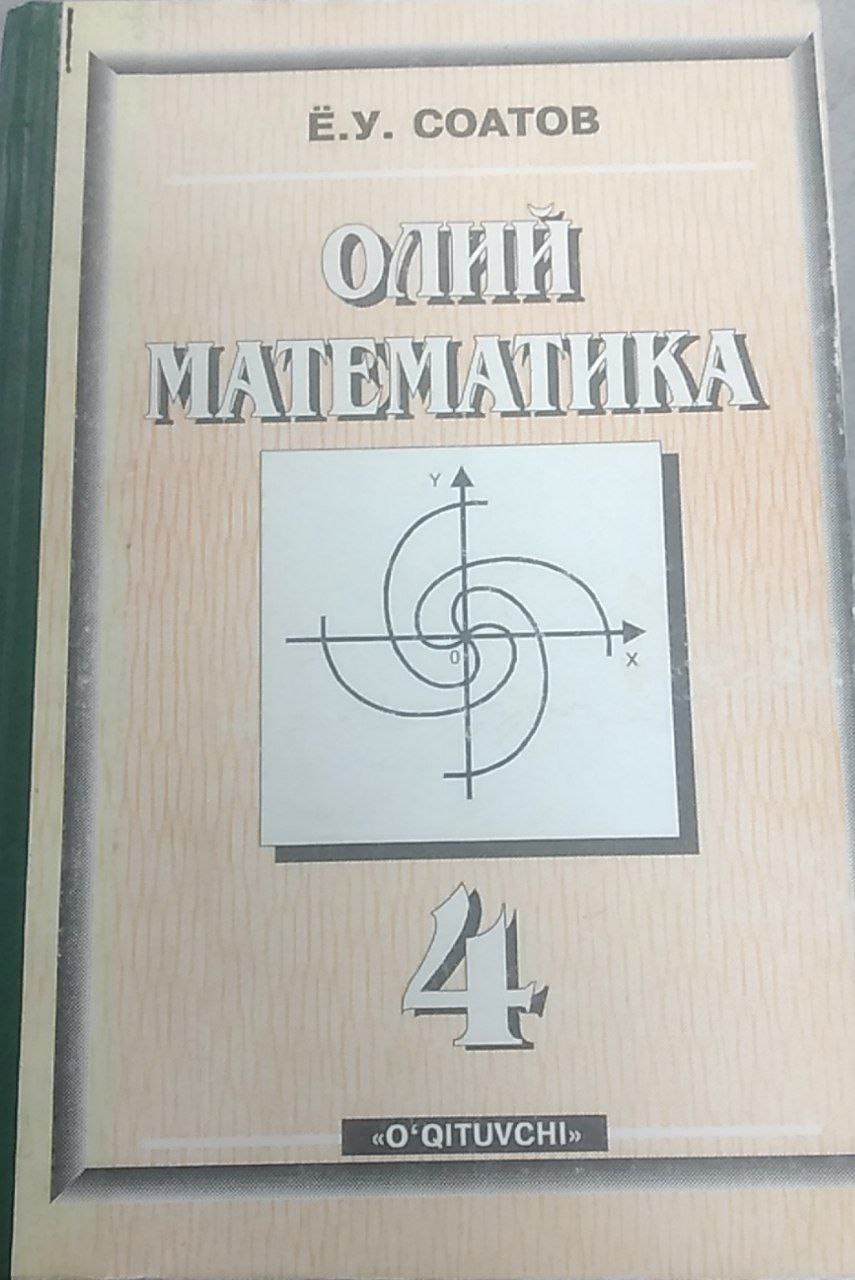 Ё.У. СОАТОВ
ОЛИЙ
МАТЕМАТИКА
Y
0
X
4
«O‘QITUVCHI»